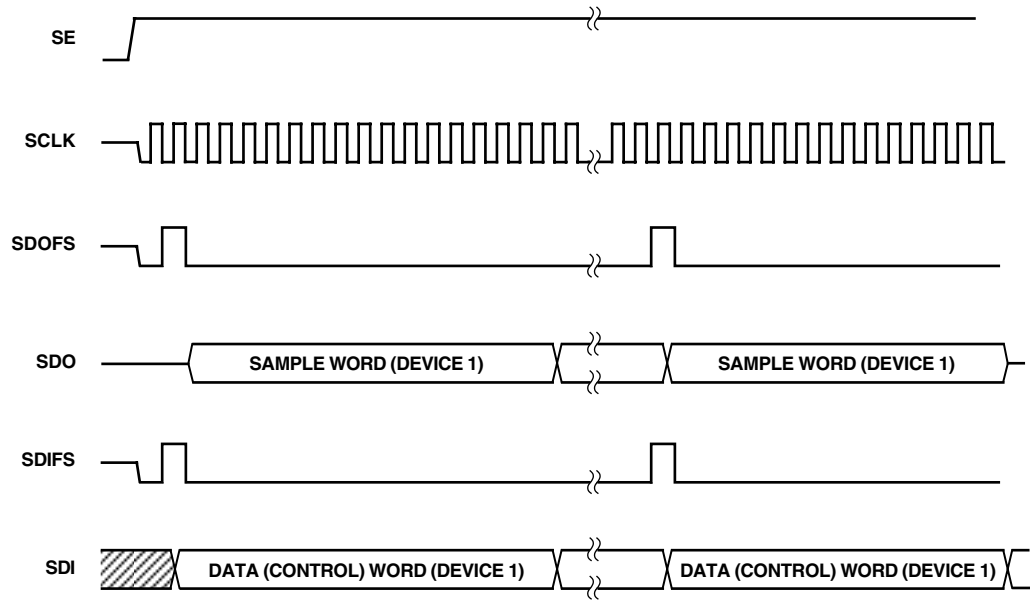 SE
SCLK
SDOFS
SDO
SAMPLE WORD (DEVICE 1)
SAMPLE WORD (DEVICE 1)
SDIFS
SDI
DATA (CONTROL) WORD (DEVICE 1)
DATA (CONTROL) WORD (DEVICE 1)